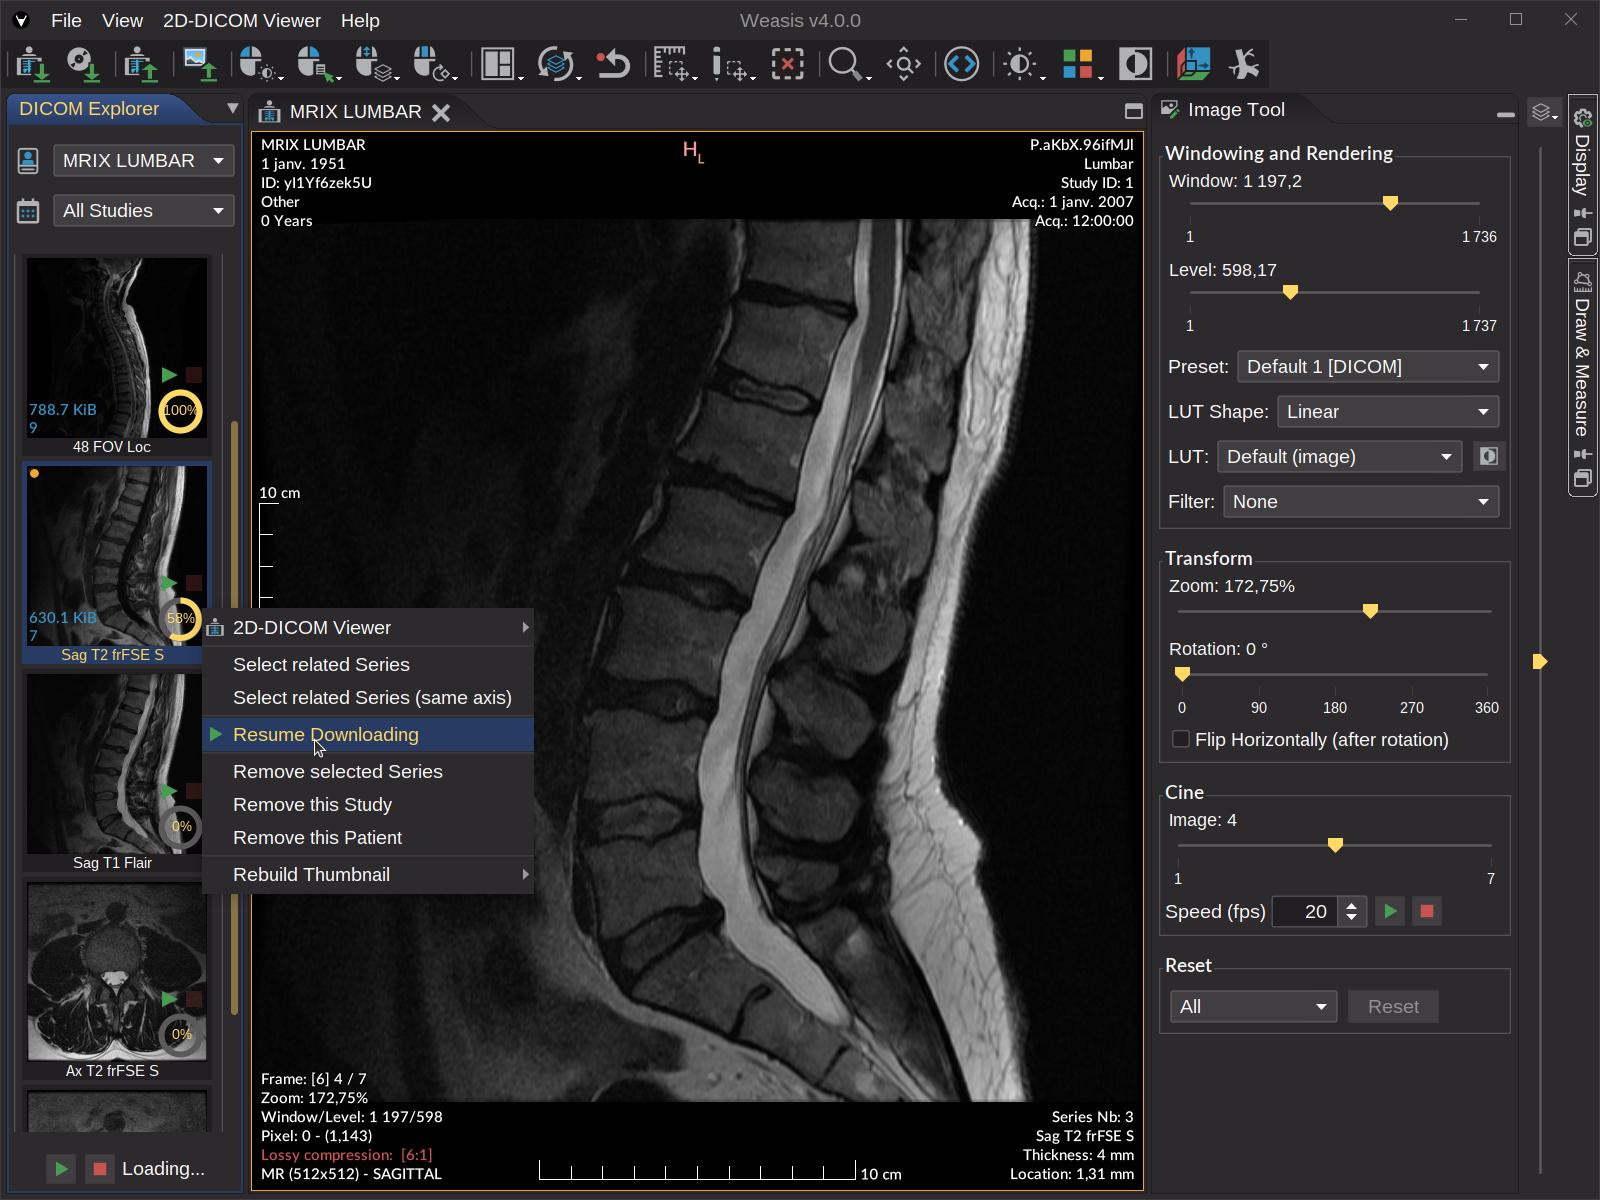 File View 2D-DICOM Viewer Help
Weasis v4.0.0
DICOM Explorer
MRIX LUMBAR
All Studies
788.7 KiB
9
100%
48 FOV Loc
630.1 KiB
7
58%
Sag T2 frFSE S
0%
Sag T1 Flair
0%
Ax T2 frFSE S
Loading...
MRIX LUMBAR
MRIX LUMBAR
1 janv. 1951
ID: yI1Yf6zek5U
Other
0 Years
H
L
P.aKbX.96ifMJl
Lumbar
Study ID: 1
Acq.: 1 janv. 2007
Acq.: 12:00:00
10 cm
2D-DICOM Viewer
Select related Series
Select related Series (same axis)
Resume Downloading
Remove selected Series
Remove this Study
Remove this Patient
Rebuild Thumbnail
Frame: [6] 4 / 7
Zoom: 172,75%
Window/Level: 1 197/598
Pixel: 0 - (1,143)
Lossy compression: [6:1]
MR (512x512) - SAGITTAL
10 cm
Series Nb: 3
Sag T2 frFSE S
Thickness: 4 mm
Location: 1,31 mm
Image Tool
Windowing and Rendering
Window: 1 197,2
1 1 736
Level: 598,17
1 1 737
Preset: Default 1 [DICOM]
LUT Shape: Linear
LUT: Default (image)
Filter: None
Transform
Zoom: 172,75%
Rotation: 0 °
0 90 180 270 360
Flip Horizontally (after rotation)
Cine
Image: 4
1 7
Speed (fps) 20
Reset
All Reset
Display
Draw & Measure